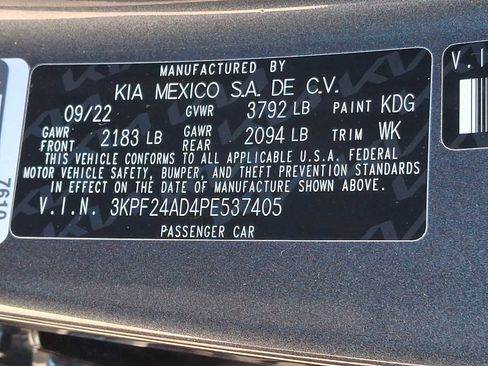 MANUFACTURED BY
KIA MEXICO S.A. DE C.V.
09/22 GVWR 3792 LB PAINT KDG
GAWR FRONT 2183 LB GAWR REAR 2094 LB TRIM WK
THIS VEHICLE CONFORMS TO ALL APPLICABLE U.S.A. FEDERAL
MOTOR VEHICLE SAFETY, BUMPER, AND THEFT PREVENTION STANDARDS
IN EFFECT ON THE DATE OF MANUFACTURE SHOWN ABOVE.
V.I.N. 3KPF24AD4PE537405
PASSENGER CAR
V.I
7619